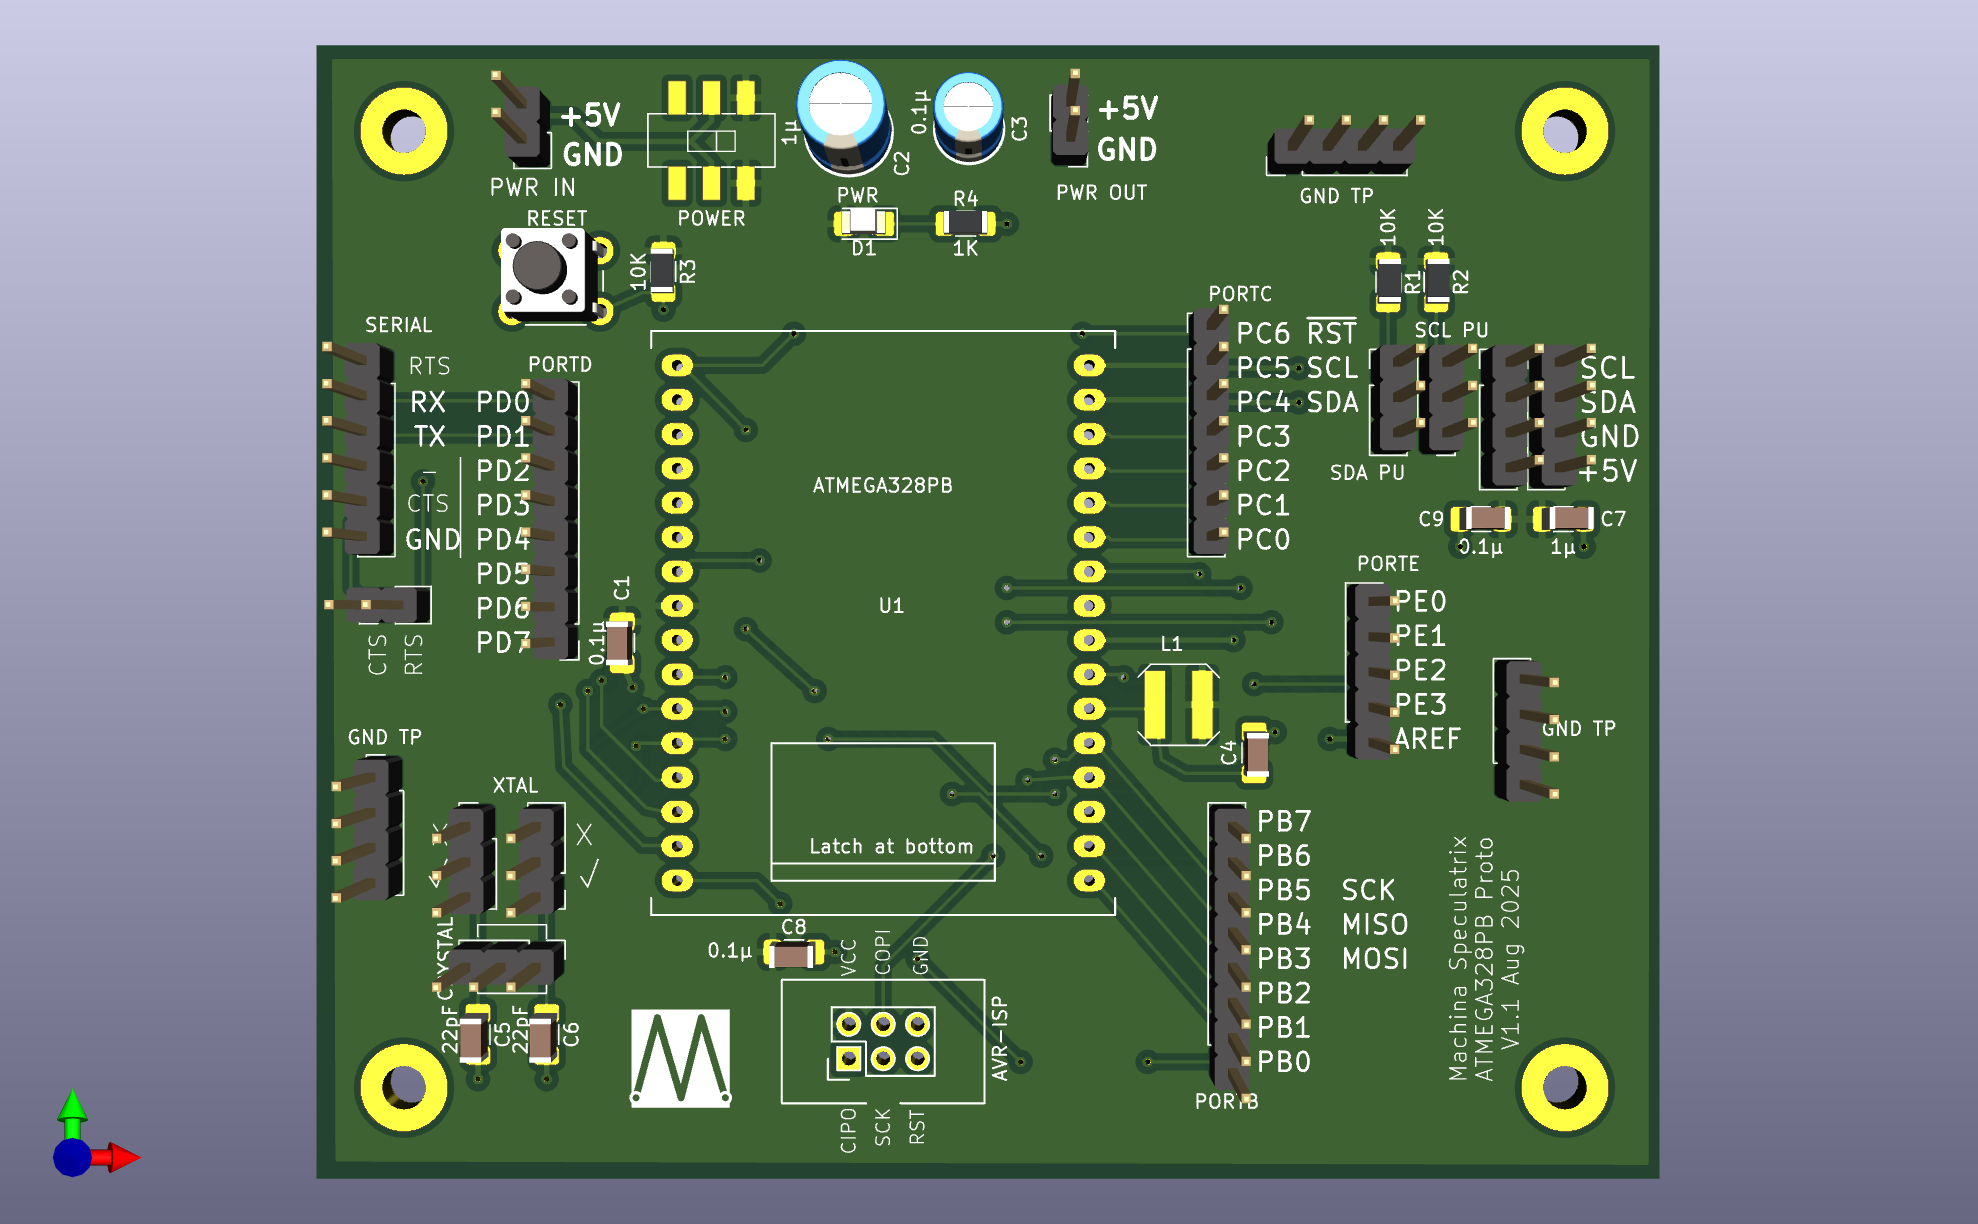 +5V
GND
PWR IN
RESET
10K
R3
POWER
1µ
C2
0.1µ
C3
PWR
D1
R4
1K
+5V
GND
PWR OUT
GND TP
10K
10K
R1
R2
SERIAL
RTS
RX
TX
CTS
GND
PORTD
PD0
PD1
PD2
PD3
PD4
PD5
PD6
PD7
CTS
RTS
C1
0.1µ
ATMEGA328PB
U1
Latch at bottom
PORTC
PC6 RST
PC5 SCL
PC4 SDA
PC3
PC2
PC1
PC0
SCL PU
SDA PU
SCL
SDA
GND
+5V
C9
0.1µ
C7
1µ
L1
C4
PORTE
PE0
PE1
PE2
PE3
AREF
GND TP
GND TP
XTAL
X
X
√
√
CRYSTAL
22pF
C5
22pF
C6
C8
0.1µ
VCC
COPI
GND
AVR-ISP
CIPO
SCK
RST
PB7
PB6
PB5 SCK
PB4 MISO
PB3 MOSI
PB2
PB1
PB0
PORTB
Machina Speculatrix
ATMEGA328PB Proto
V1.1 Aug 2025